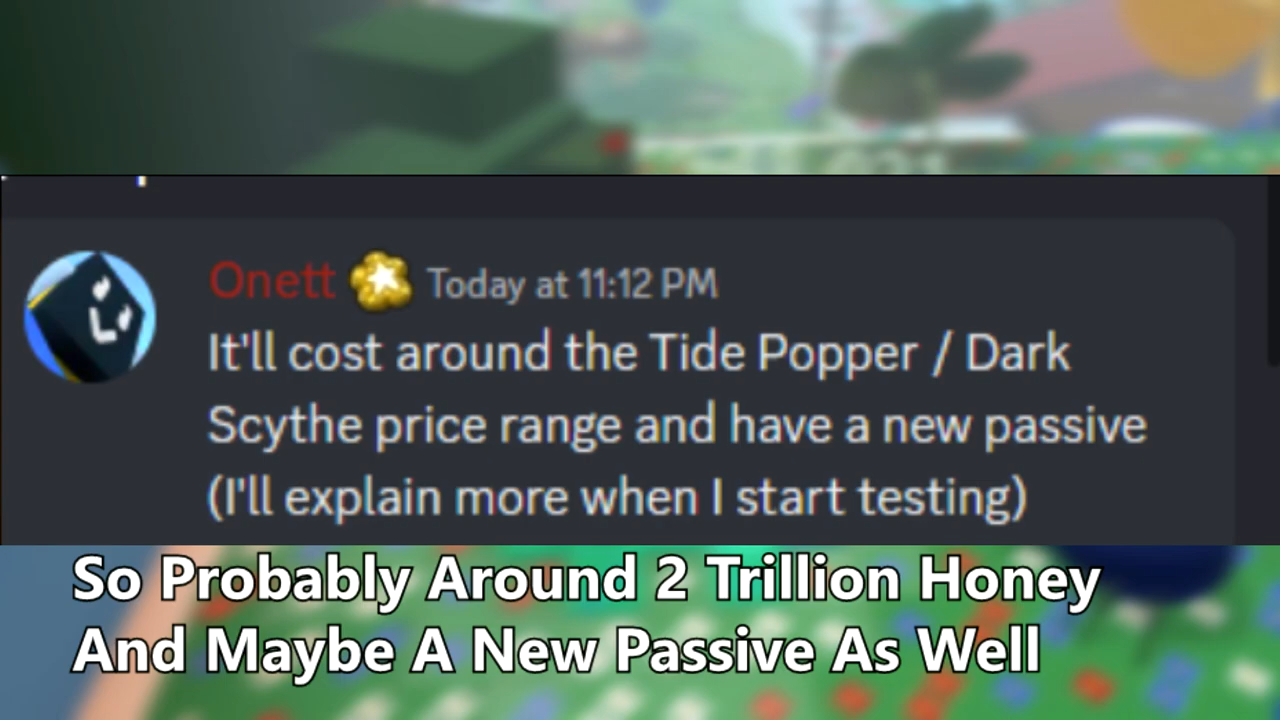 Onett Today at 11:12 PM
It'll cost around the Tide Popper / Dark
Scythe price range and have a new passive
(I'll explain more when I start testing)
So Probably Around 2 Trillion Honey
And Maybe A New Passive As Well